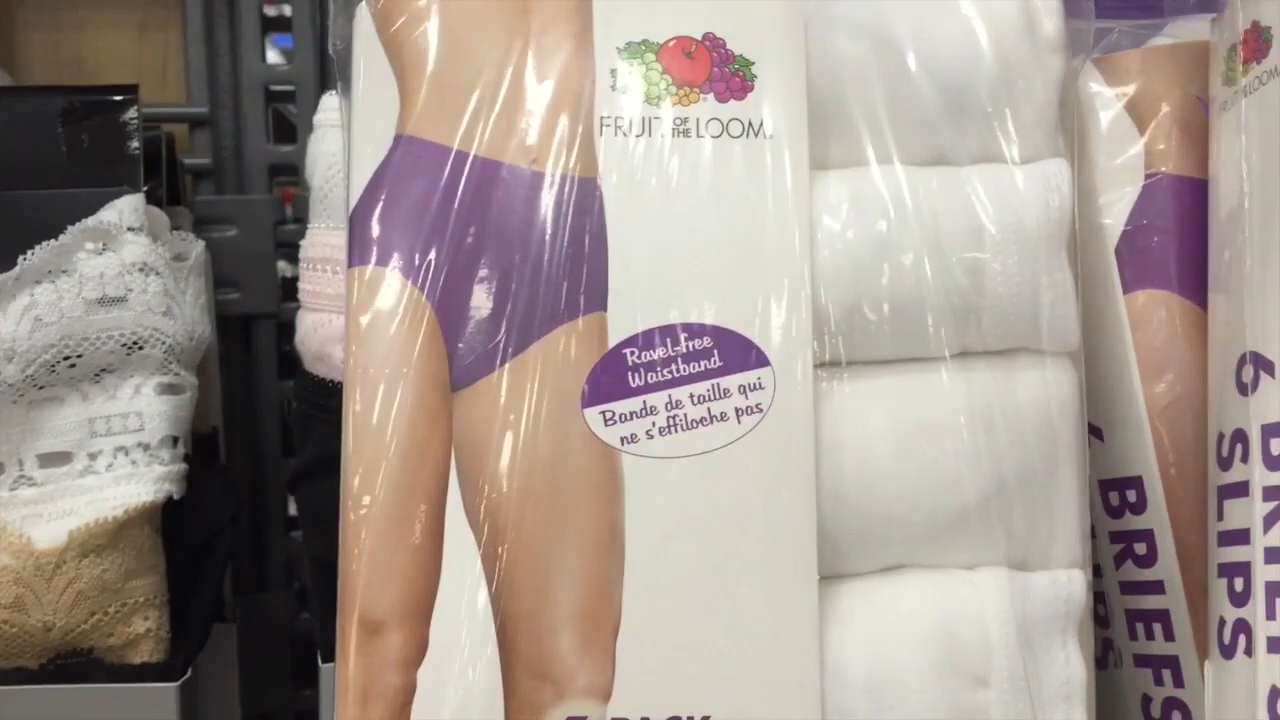 FRUIT OF THE LOOM
Ravel-free
Waistband
Bande de taille qui
ne s'effiloche pas
PACK
BRIEFS
6
SLIPS
FRUIT OF THE LOOM